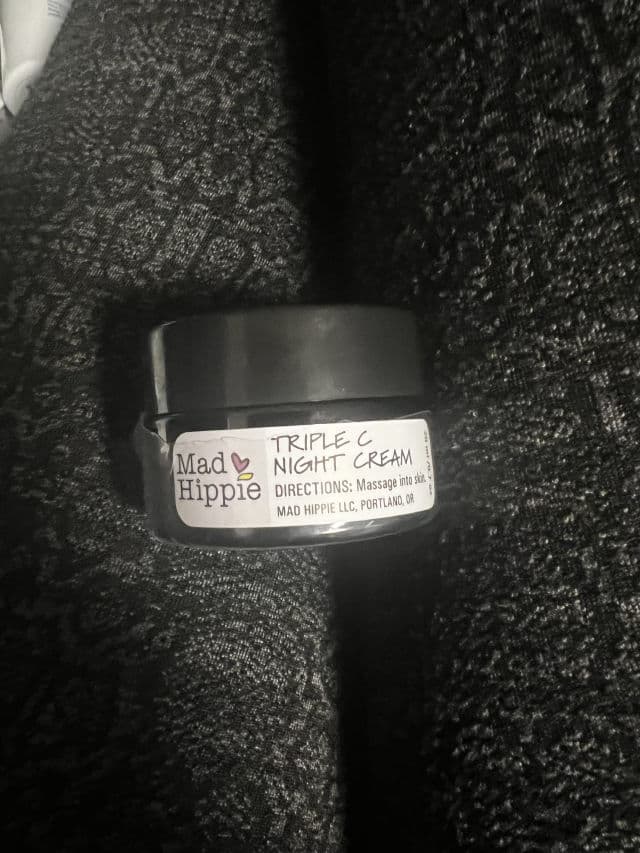 Mad
Hippie
TRIPLE C
NIGHT CREAM
DIRECTIONS: Massage into skin
MAD HIPPIE LLC, PORTLAND, OR